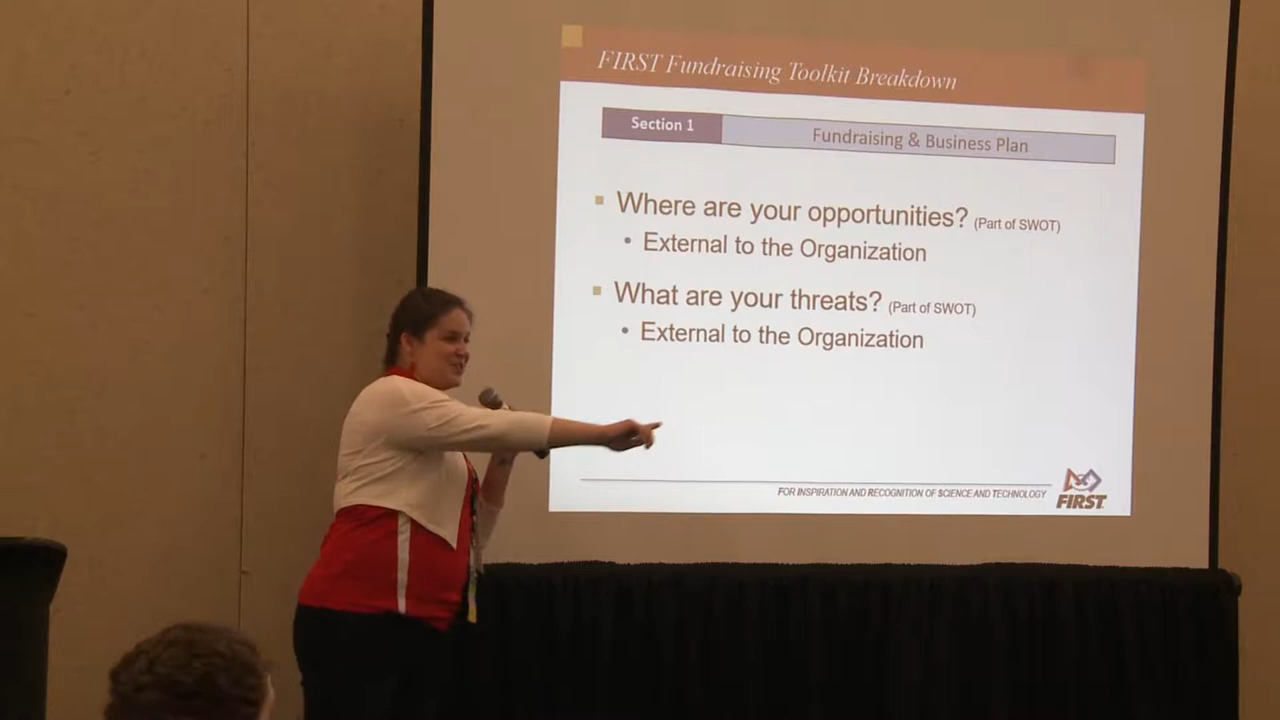 FIRST Fundraising Toolkit Breakdown
Section 1 Fundraising & Business Plan
Where are your opportunities? (Part of SWOT)
External to the Organization
What are your threats? (Part of SWOT)
External to the Organization
FOR INSPIRATION AND RECOGNITION OF SCIENCE AND TECHNOLOGY
FIRST